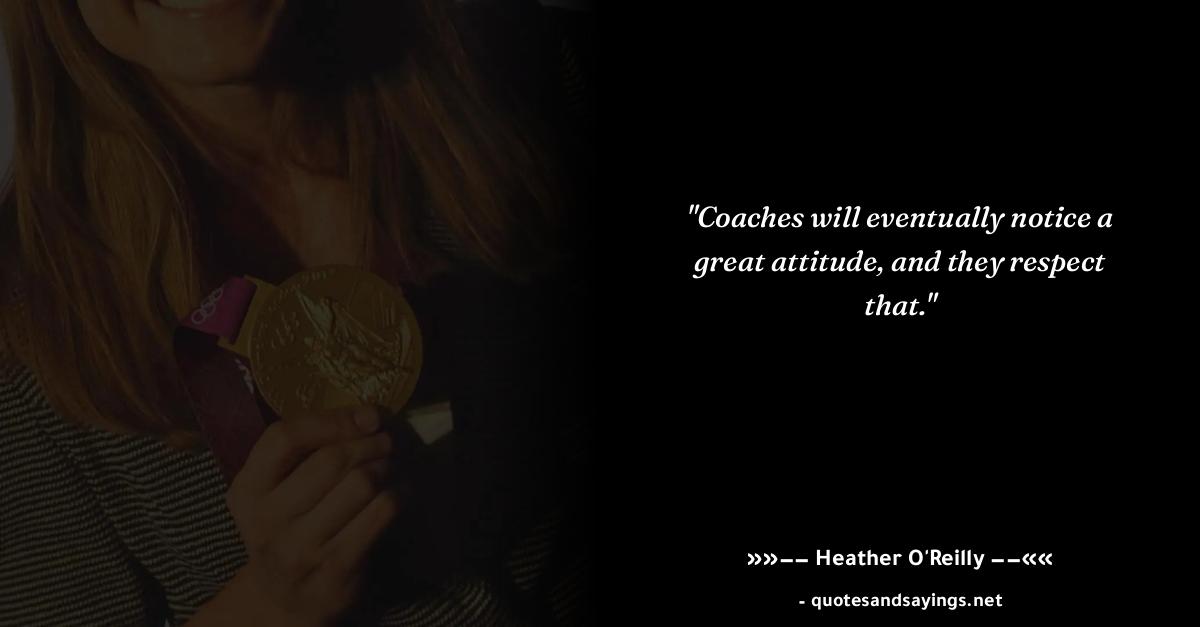 "Coaches will eventually notice a
great attitude, and they respect
that."
»»−− Heather O'Reilly −−««
- quotesandsayings.net